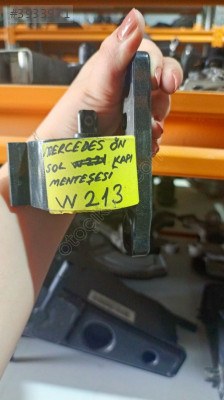 MERCEDES ÖN
SOL KAPI
MENTEŞESİ
W 213